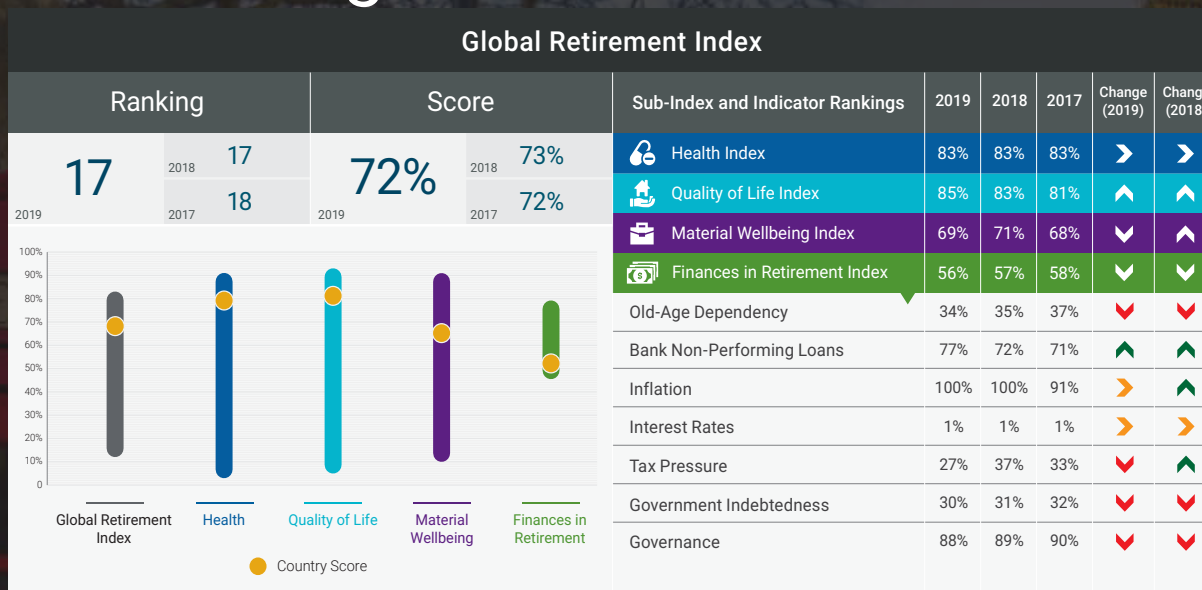 Global Retirement Index
Ranking
Score
17
2019
2018
17
2017
18
72%
2019
2018
73%
2017
72%
100%
90%
80%
70%
60%
50%
40%
30%
20%
10%
0
Global Retirement
Index
Health
Quality of Life
Material
Wellbeing
Finances in
Retirement
Country Score
Sub-Index and Indicator Rankings 2019 2018 2017 Change (2019) Chang (2018
Health Index 83% 83% 83%
Quality of Life Index 85% 83% 81%
Material Wellbeing Index 69% 71% 68%
Finances in Retirement Index 56% 57% 58%
Old-Age Dependency 34% 35% 37%
Bank Non-Performing Loans 77% 72% 71%
Inflation 100% 100% 91%
Interest Rates 1% 1% 1%
Tax Pressure 27% 37% 33%
Government Indebtedness 30% 31% 32%
Governance 88% 89% 90%